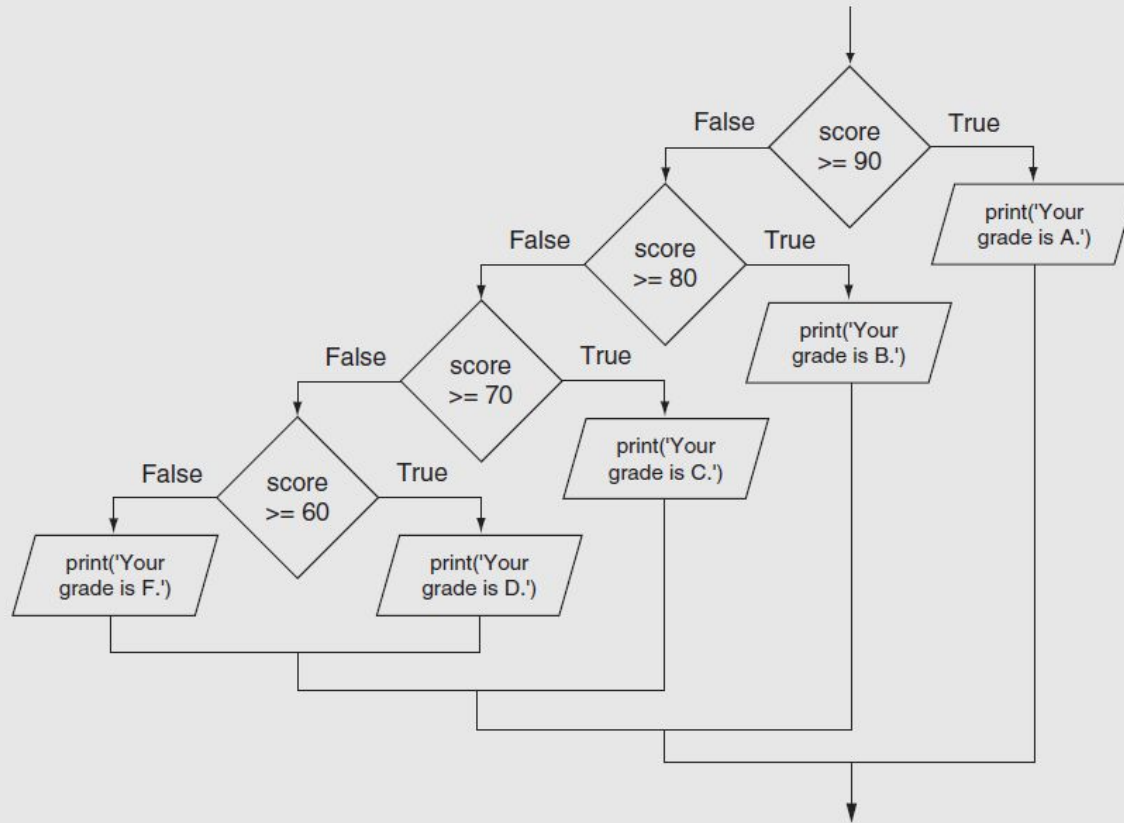 False
True
score
>= 90
print('Your
grade is A.')
False
True
score
>= 80
print('Your
grade is B.')
False
True
score
>= 70
print('Your
grade is C.')
False
True
score
>= 60
print('Your
grade is F.')
print('Your
grade is D.')